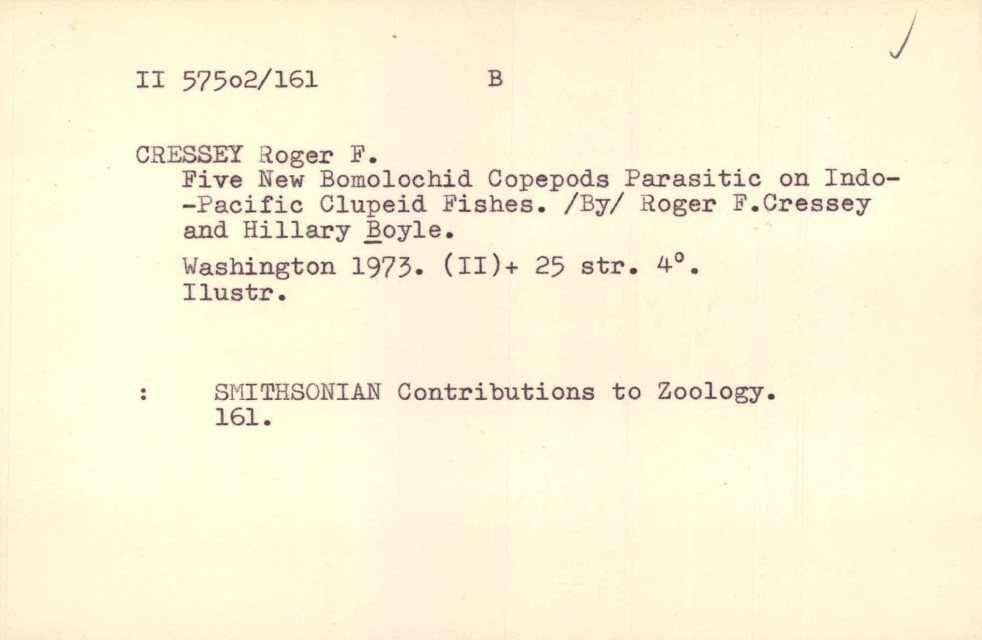 II 575o2/161 B
CRESSEY Roger F.
Five New Bomolochid Copepods Parasitic on Indo-
-Pacific Clupeid Fishes. /By/ Roger F.Cressey
and Hillary Boyle.
Washington 1973. (II)+ 25 str. 4°.
Ilustr.
: SMITHSONIAN Contributions to Zoology.
161.